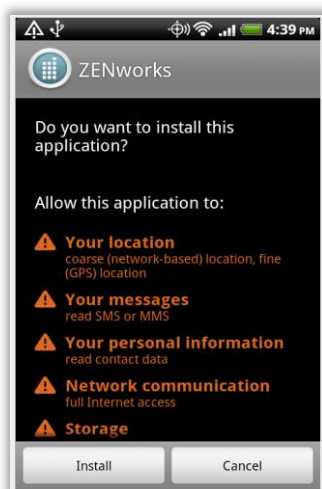 4:39 PM
ZENworks
Do you want to install this
application?
Allow this application to:
Your location
coarse (network-based) location, fine
(GPS) location
Your messages
read SMS or MMS
Your personal information
read contact data
Network communication
full Internet access
Storage
Install
Cancel